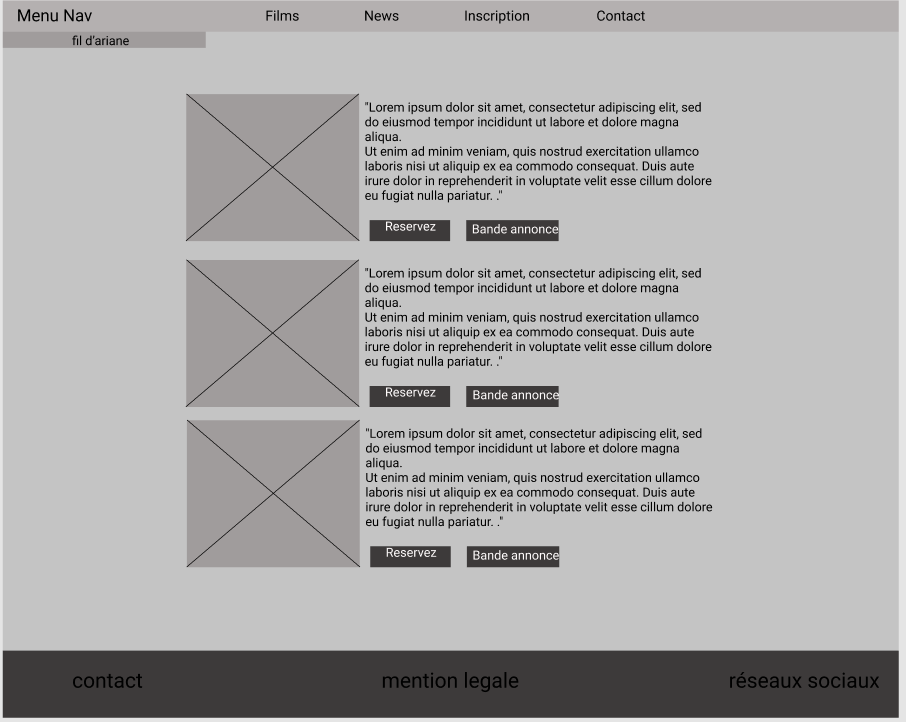 Menu Nav Films News Inscription Contact
fil d'ariane
"Lorem ipsum dolor sit amet, consectetur adipiscing elit, sed
do eiusmod tempor incididunt ut labore et dolore magna
aliqua.
Ut enim ad minim veniam, quis nostrud exercitation ullamco
laboris nisi ut aliquip ex ea commodo consequat. Duis aute
irure dolor in reprehenderit in voluptate velit esse cillum dolore
eu fugiat nulla pariatur. ."
Reservez Bande annonce
"Lorem ipsum dolor sit amet, consectetur adipiscing elit, sed
do eiusmod tempor incididunt ut labore et dolore magna
aliqua.
Ut enim ad minim veniam, quis nostrud exercitation ullamco
laboris nisi ut aliquip ex ea commodo consequat. Duis aute
irure dolor in reprehenderit in voluptate velit esse cillum dolore
eu fugiat nulla pariatur. ."
Reservez Bande annonce
"Lorem ipsum dolor sit amet, consectetur adipiscing elit, sed
do eiusmod tempor incididunt ut labore et dolore magna
aliqua.
Ut enim ad minim veniam, quis nostrud exercitation ullamco
laboris nisi ut aliquip ex ea commodo consequat. Duis aute
irure dolor in reprehenderit in voluptate velit esse cillum dolore
eu fugiat nulla pariatur. ."
Reservez Bande annonce
contact mention legale réseaux sociaux